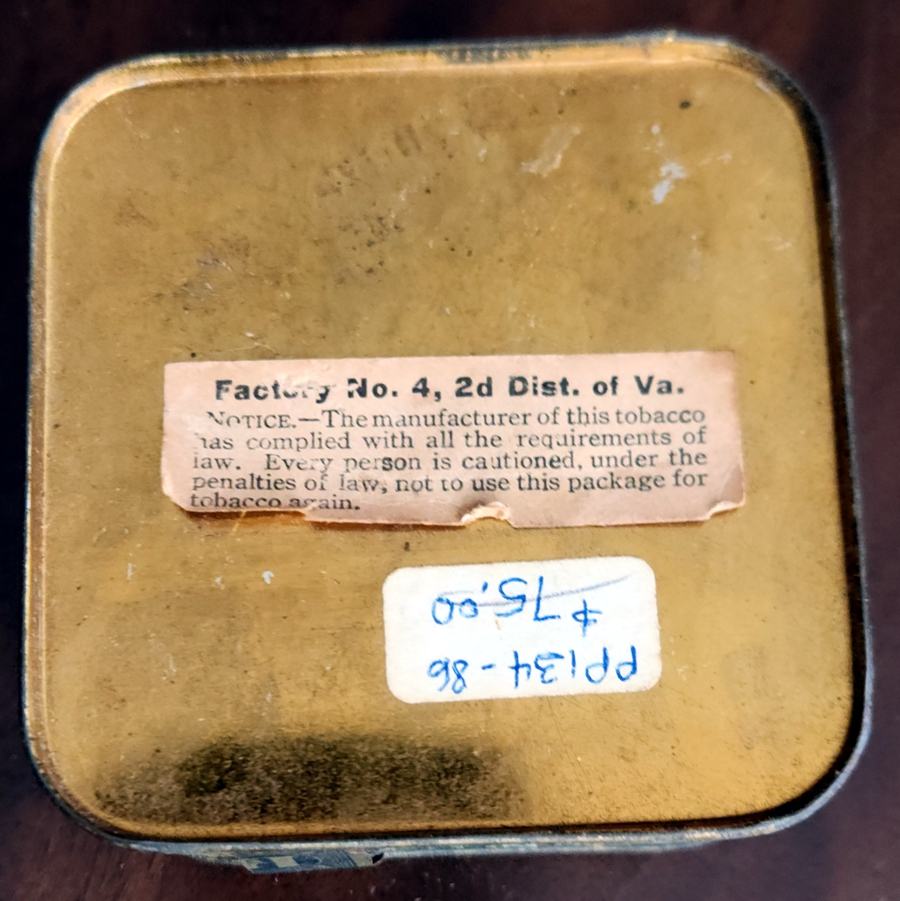 Factory No. 4, 2d Dist. of Va.
NOTICE.—The manufacturer of this tobacco
has complied with all the requirements of
law. Every person is cautioned, under the
penalties of law, not to use this package for
tobacco again.
PP134-86
$75.00